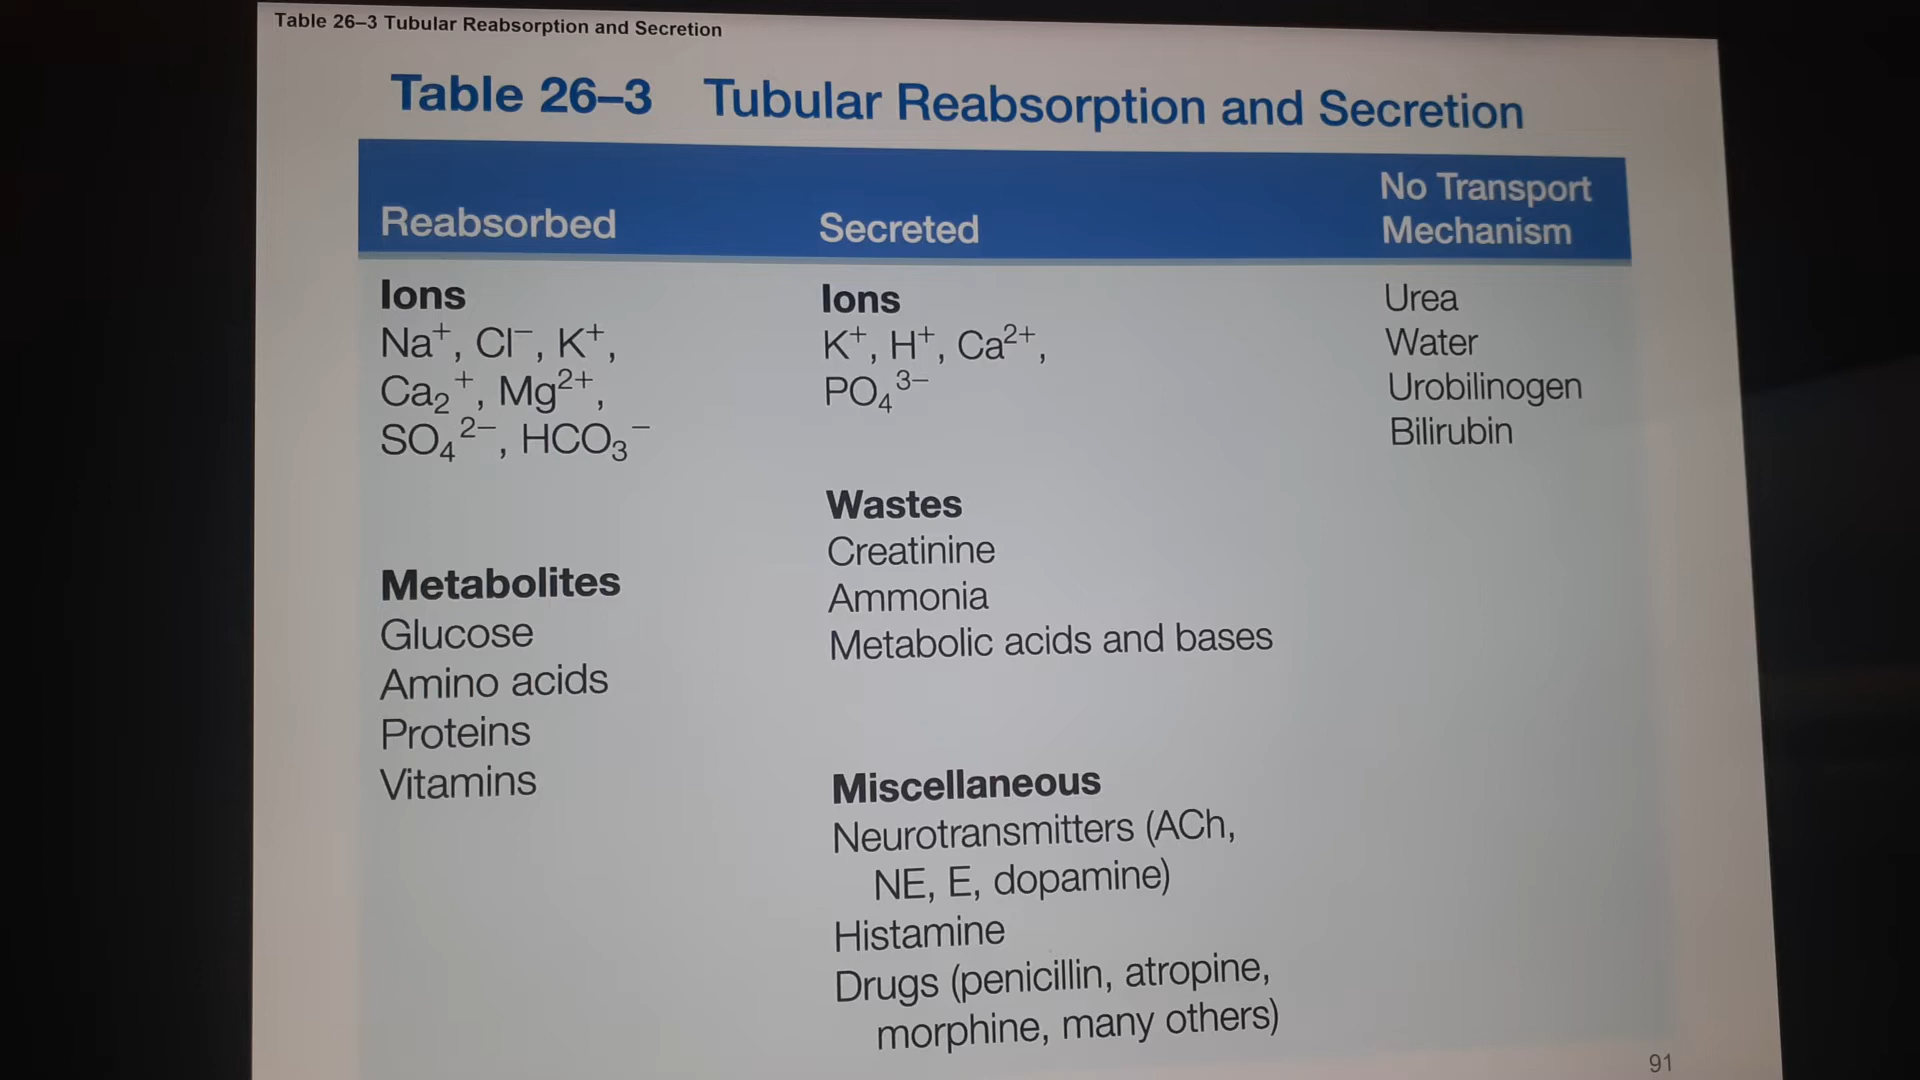 Table 26–3 Tubular Reabsorption and Secretion
Table 26–3 Tubular Reabsorption and Secretion
Reabsorbed
Secreted
No Transport
Mechanism
Ions
Na⁺, Cl⁻, K⁺,
Ca₂⁺, Mg²⁺,
SO₄²⁻, HCO₃⁻
Metabolites
Glucose
Amino acids
Proteins
Vitamins
Ions
K⁺, H⁺, Ca²⁺,
PO₄³⁻
Wastes
Creatinine
Ammonia
Metabolic acids and bases
Miscellaneous
Neurotransmitters (ACh,
NE, E, dopamine)
Histamine
Drugs (penicillin, atropine,
morphine, many others)
Urea
Water
Urobilinogen
Bilirubin
91